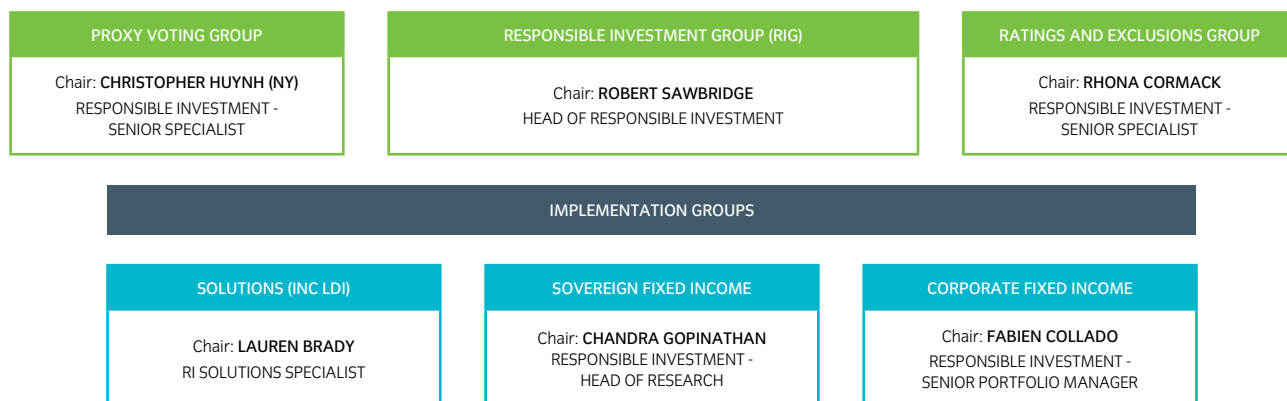 PROXY VOTING GROUP
Chair: CHRISTOPHER HUYNH (NY)
RESPONSIBLE INVESTMENT -
SENIOR SPECIALIST
RESPONSIBLE INVESTMENT GROUP (RIG)
Chair: ROBERT SAWBRIDGE
HEAD OF RESPONSIBLE INVESTMENT
RATINGS AND EXCLUSIONS GROUP
Chair: RHONA CORMACK
RESPONSIBLE INVESTMENT -
SENIOR SPECIALIST
IMPLEMENTATION GROUPS
SOLUTIONS (INC LDI)
Chair: LAUREN BRADY
RI SOLUTIONS SPECIALIST
SOVEREIGN FIXED INCOME
Chair: CHANDRA GOPINATHAN
RESPONSIBLE INVESTMENT -
HEAD OF RESEARCH
CORPORATE FIXED INCOME
Chair: FABIEN COLLADO
RESPONSIBLE INVESTMENT -
SENIOR PORTFOLIO MANAGER